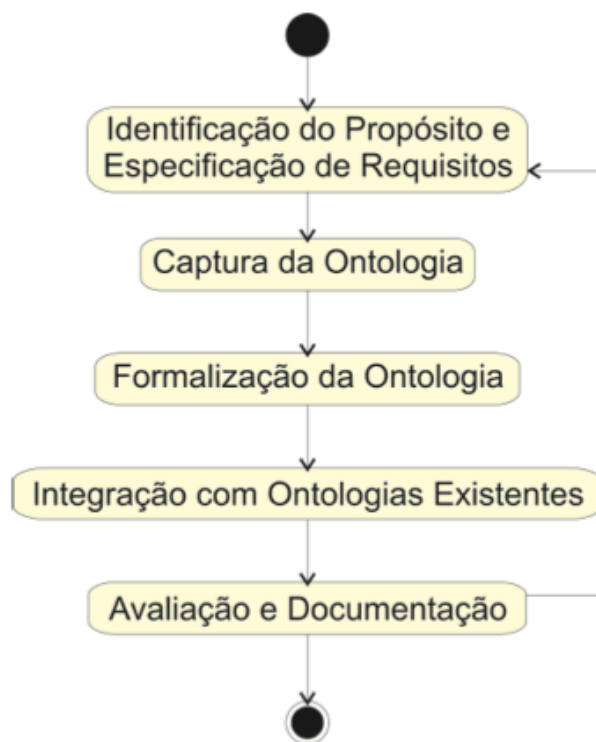 Identificação do Propósito e
Especificação de Requisitos
Captura da Ontologia
Formalização da Ontologia
Integração com Ontologias Existentes
Avaliação e Documentação